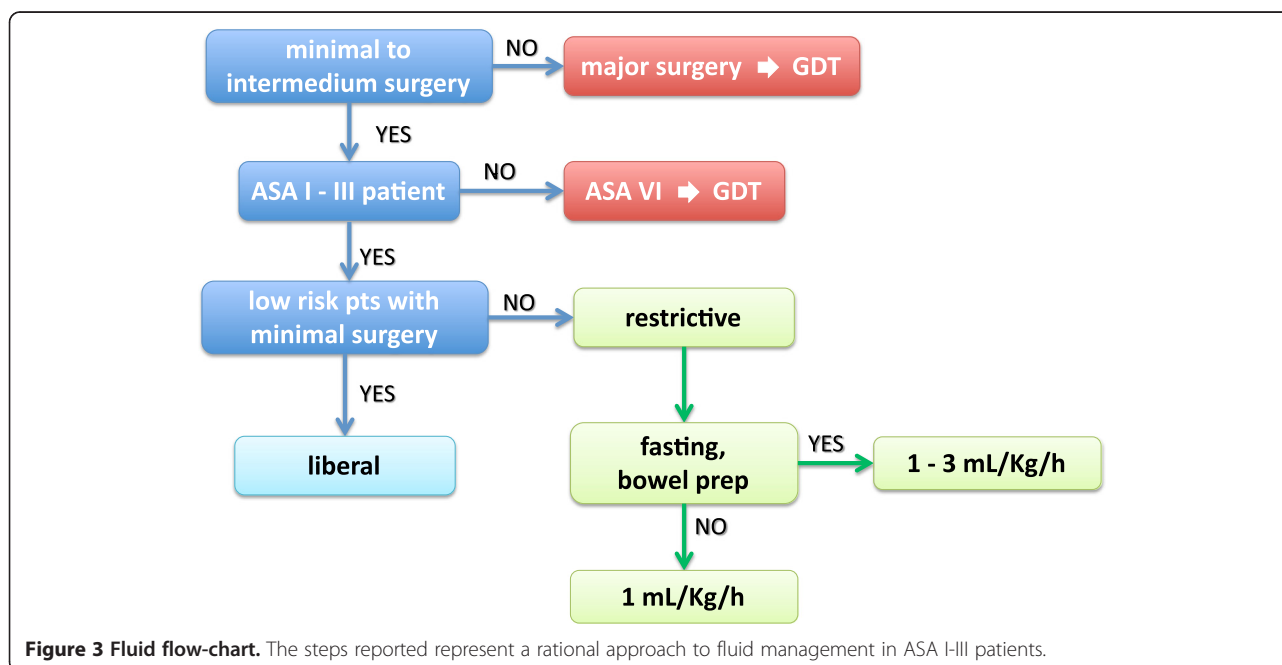 minimal to
intermedium surgery
NO
major surgery ➡ GDT
YES
ASA I - III patient
NO
ASA VI ➡ GDT
YES
low risk pts with
minimal surgery
NO
restrictive
YES
liberal
fasting,
bowel prep
YES
1 - 3 mL/Kg/h
NO
1 mL/Kg/h
Figure 3 Fluid flow-chart. The steps reported represent a rational approach to fluid management in ASA I-III patients.